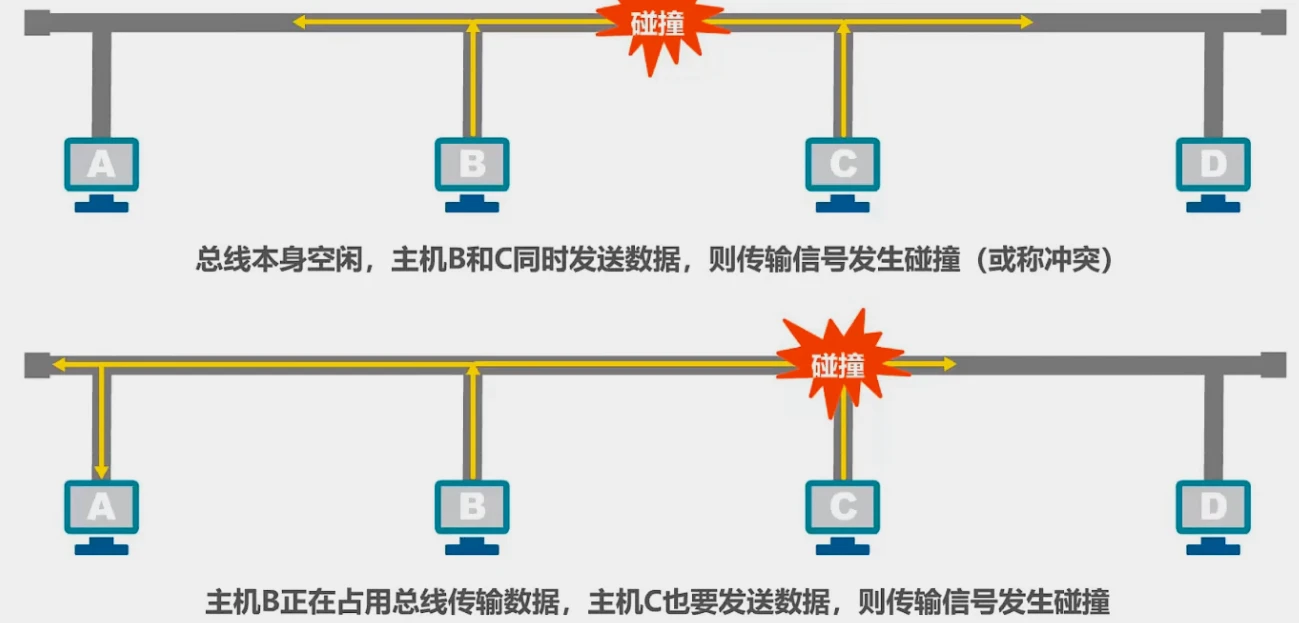 碰撞
A
B
C
D
总线本身空闲，主机B和C同时发送数据，则传输信号发生碰撞（或称冲突）
碰撞
A
B
C
D
主机B正在占用总线传输数据，主机C也要发送数据，则传输信号发生碰撞